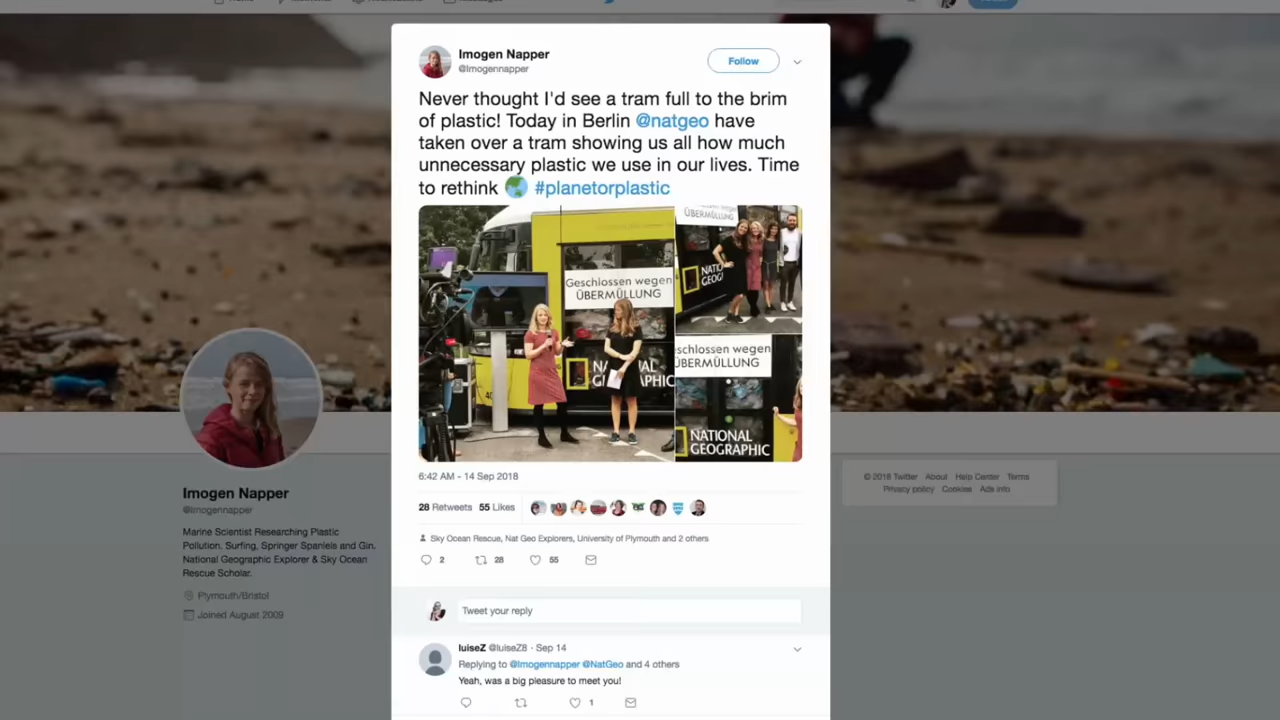 Imogen Napper
@Imogennapper
Follow
Never thought I'd see a tram full to the brim
of plastic! Today in Berlin @natgeo have
taken over a tram showing us all how much
unnecessary plastic we use in our lives. Time
to rethink #planetorplastic
Geschlossen wegen
ÜBERMÜLLUNG
ÜBERMÜLLUNG
schlossen wegen
ÜBERMÜLLUNG
NATIONAL
GEOGRAPHIC
6:42 AM - 14 Sep 2018
28 Retweets 55 Likes
Sky Ocean Rescue, Nat Geo Explorers, University of Plymouth and 2 others
2 28 55
Tweet your reply
luiseZ @luiseZ8 · Sep 14
Replying to @Imogennapper @NatGeo and 4 others
Yeah, was a big pleasure to meet you!
1
Imogen Napper
@Imogennapper
Marine Scientist Researching Plastic
Pollution. Surfing, Springer Spaniels and Gin.
National Geographic Explorer & Sky Ocean
Rescue Scholar.
Plymouth/Bristol
Joined August 2009
© 2018 Twitter About Help Center Terms
Privacy policy Cookies Ads info